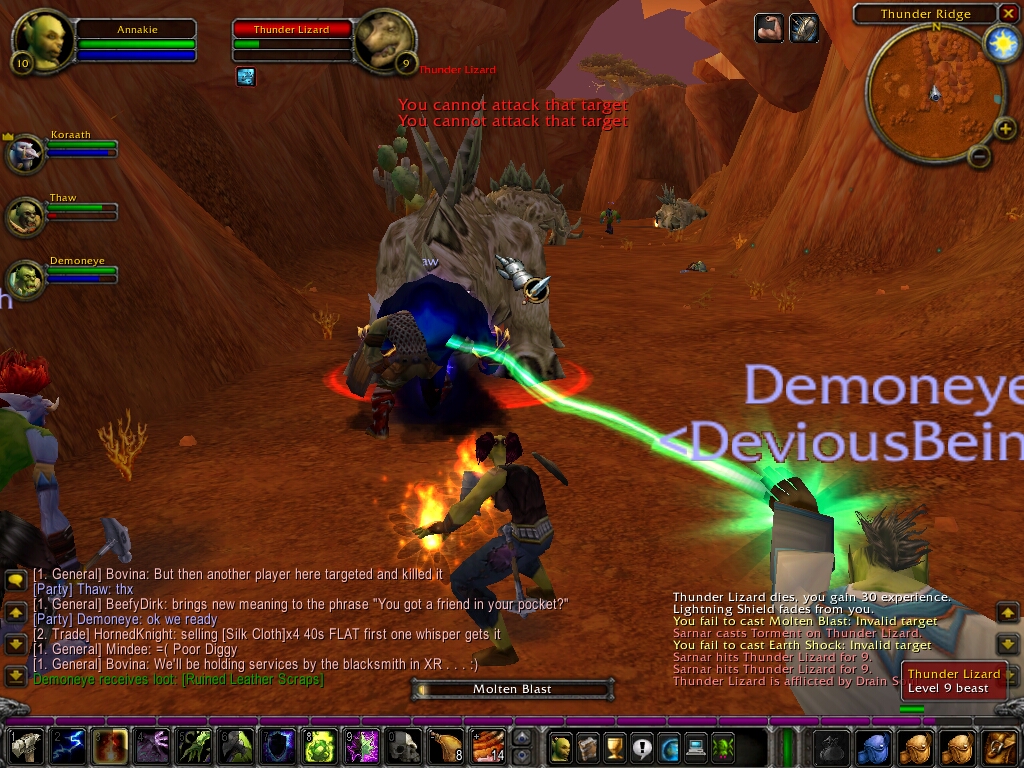 Annakie
10
Thunder Lizard
9
Thunder Lizard
Thunder Ridge
N
You cannot attack that target
You cannot attack that target
Koraath
Thaw
Demoneye
aw
h
Demoneye
<DeviousBein
[1. General] Bovina: But then another player here targeted and killed it
[Party] Thaw: thx
[1. General] BeefyDirk: brings new meaning to the phrase "You got a friend in your pocket?"
[Party] Demoneye: ok we ready
[2. Trade] HornedKnight: selling [Silk Cloth]x4 40s FLAT first one whisper gets it
[1. General] Mindee: =( Poor Diggy
[1. General] Bovina: We'll be holding services by the blacksmith in XR . . . :)
Demoneye receives loot: [Ruined Leather Scraps]
Thunder Lizard dies, you gain 30 experience.
Lightning Shield fades from you.
You fail to cast Molten Blast: Invalid target
Sarnar casts Torment on Thunder Lizard.
You fail to cast Earth Shock: Invalid target
Sarnar hits Thunder Lizard for 9.
Sarnar hits Thunder Lizard for 9.
Thunder Lizard is afflicted by Drain S
Thunder Lizard
Level 9 beast
Molten Blast
2 8 9 8 14